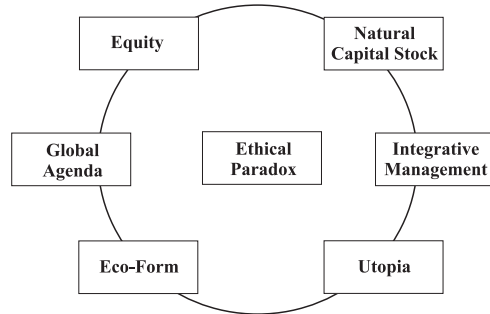 Equity
Natural
Capital Stock
Global
Agenda
Ethical
Paradox
Integrative
Management
Eco-Form
Utopia